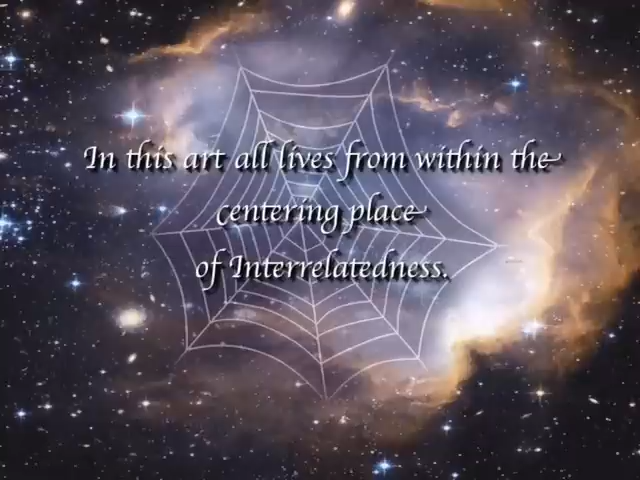 In this art all lives from within the
centering place
of Interrelatedness.